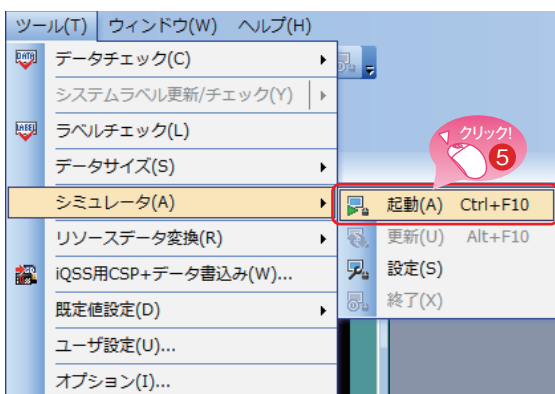 ツール(T) ウィンドウ(W) ヘルプ(H)
DATA データチェック(C)
システムラベル更新/チェック(Y)
LABEL ラベルチェック(L)
データサイズ(S)
シミュレータ(A)
リソースデータ変換(R)
iQSS用CSP+データ書込み(W)...
既定値設定(D)
ユーザ設定(U)...
オプション(I)...
クリック!
5
起動(A) Ctrl+F10
更新(U) Alt+F10
設定(S)
終了(X)